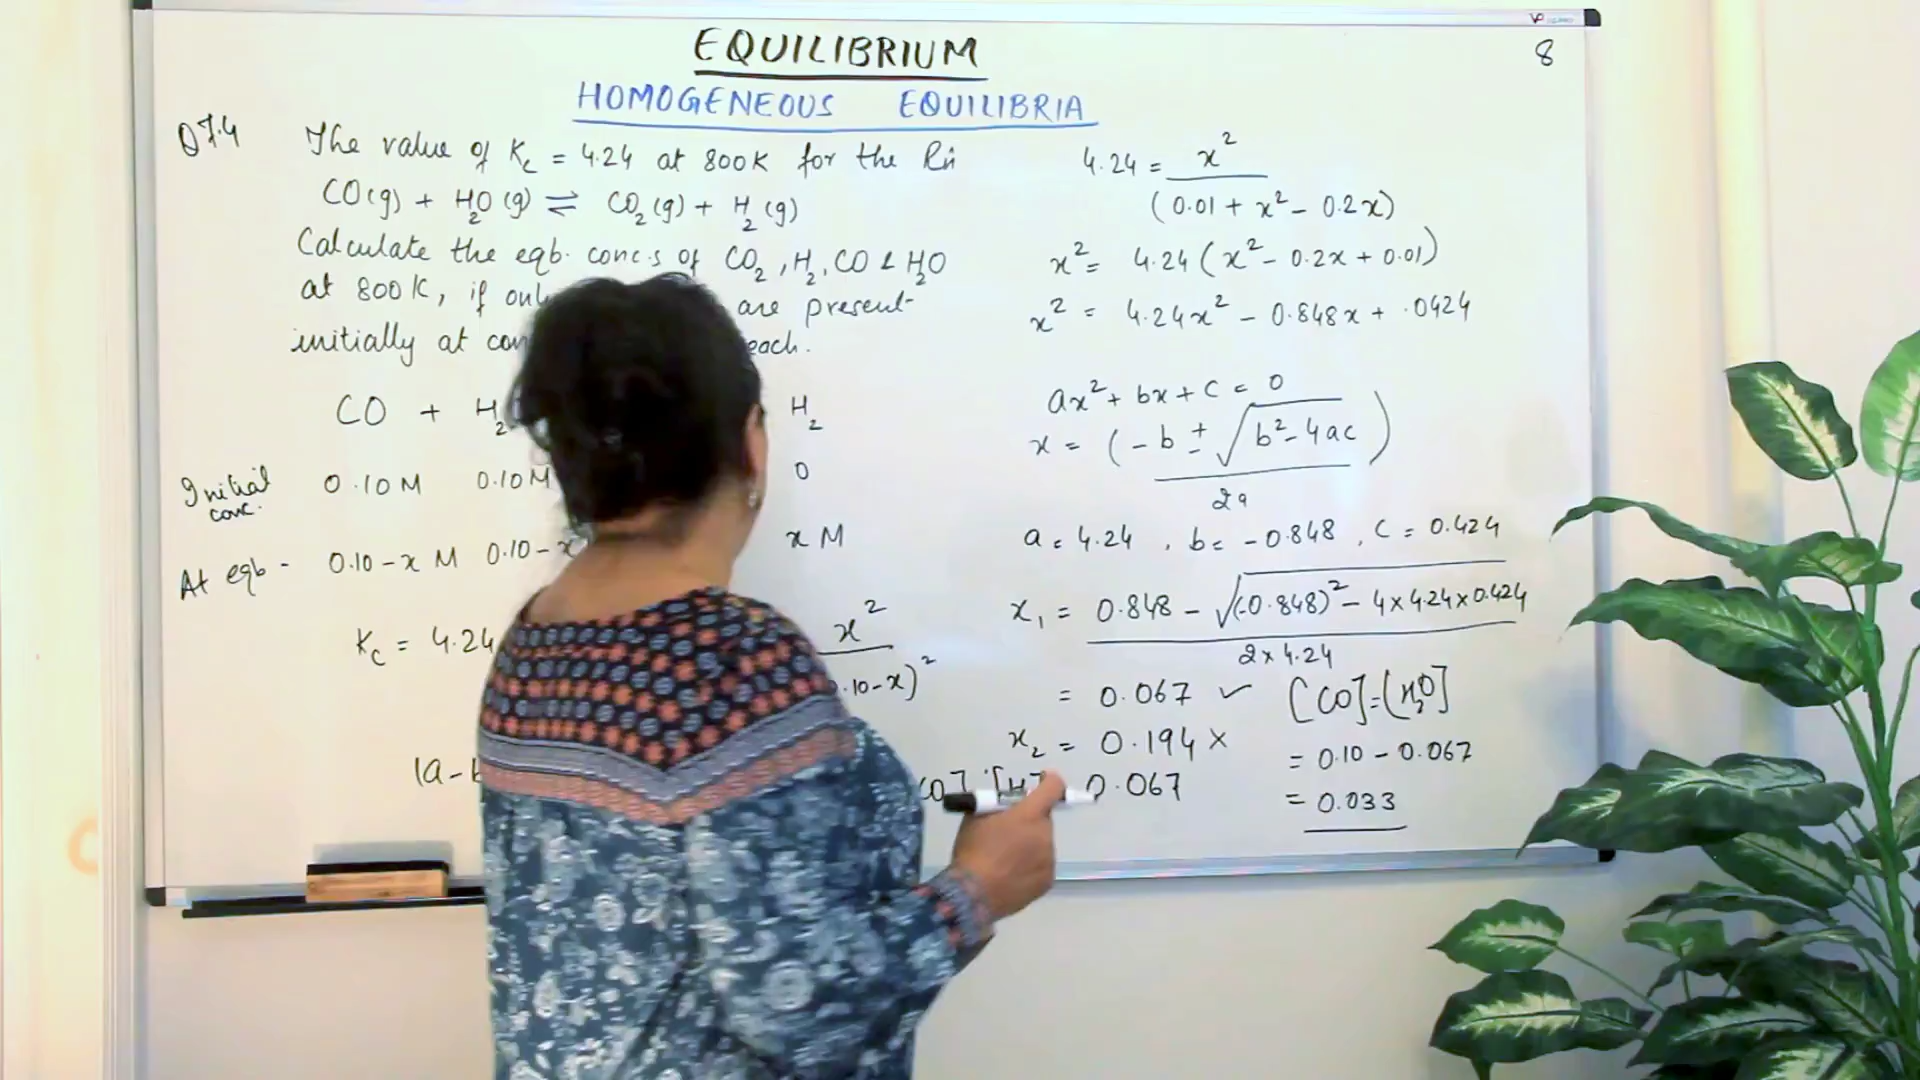 EQUILIBRIUM
8
HOMOGENEOUS EQUILIBRIA
Q 7.4
The value of Kc = 4.24 at 800K for the Rn
CO(g) + H2O (g) ⇌ CO2 (g) + H2 (g)
Calculate the eqb. concs of CO2, H2, CO & H2O
at 800K, if are present
initially at each.
CO + H2 H2
Initial conc. 0.10 M 0.10 M 0
At eqb - 0.10-x M 0.10-x x M
Kc = 4.24 x²
.10-x)²
(a-b
4.24 = x² / (0.01 + x² - 0.2x)
x² = 4.24 (x² - 0.2x + 0.01)
x² = 4.24x² - 0.848x + .0424
ax² + bx + c = 0
x = (-b ± √b²-4ac) / 2a
a = 4.24, b = -0.848, c = 0.424
x1 = 0.848 - √(-0.848)² - 4×4.24×0.424 / 2×4.24
= 0.067 ✓
x2 = 0.194 ×
0.067
[CO] = [H2O]
= 0.10 - 0.067
= 0.033